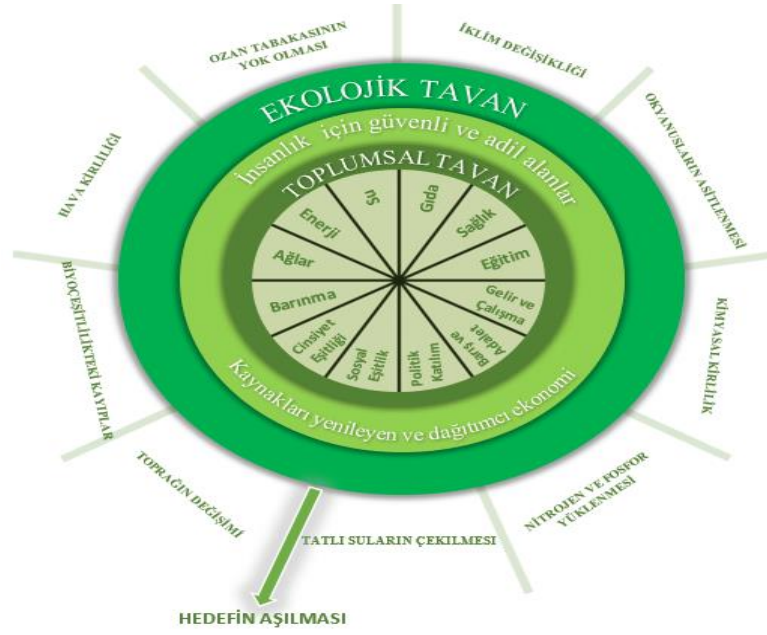 OZAN TABAKASININ
YOK OLMASI
İKLİM DEĞİŞİKLİĞİ
OKYANUSLARIN ASİTLENMESİ
KİMYASAL KİRLİLİK
NİTROJEN VE FOSFOR
YÜKLENMESİ
TATLI SULARIN ÇEKİLMESİ
TOPRAĞIN DEĞİŞİMİ
BİYOÇEŞİTLİLİKTEKİ KAYIPLAR
HAVA KİRLİLİĞİ
EKOLOJİK TAVAN
İnsanlık için güvenli ve adil alanlar
TOPLUMSAL TAVAN
Gıda
Sağlık
Eğitim
Gelir ve
Çalışma
Barış ve
Adalet
Politik
Katılım
Sosyal
Eşitlik
Cinsiyet
Eşitliği
Barınma
Ağlar
Enerji
Su
Kaynakları yenileyen ve dağıtımcı ekonomi
HEDEFİN AŞILMASI